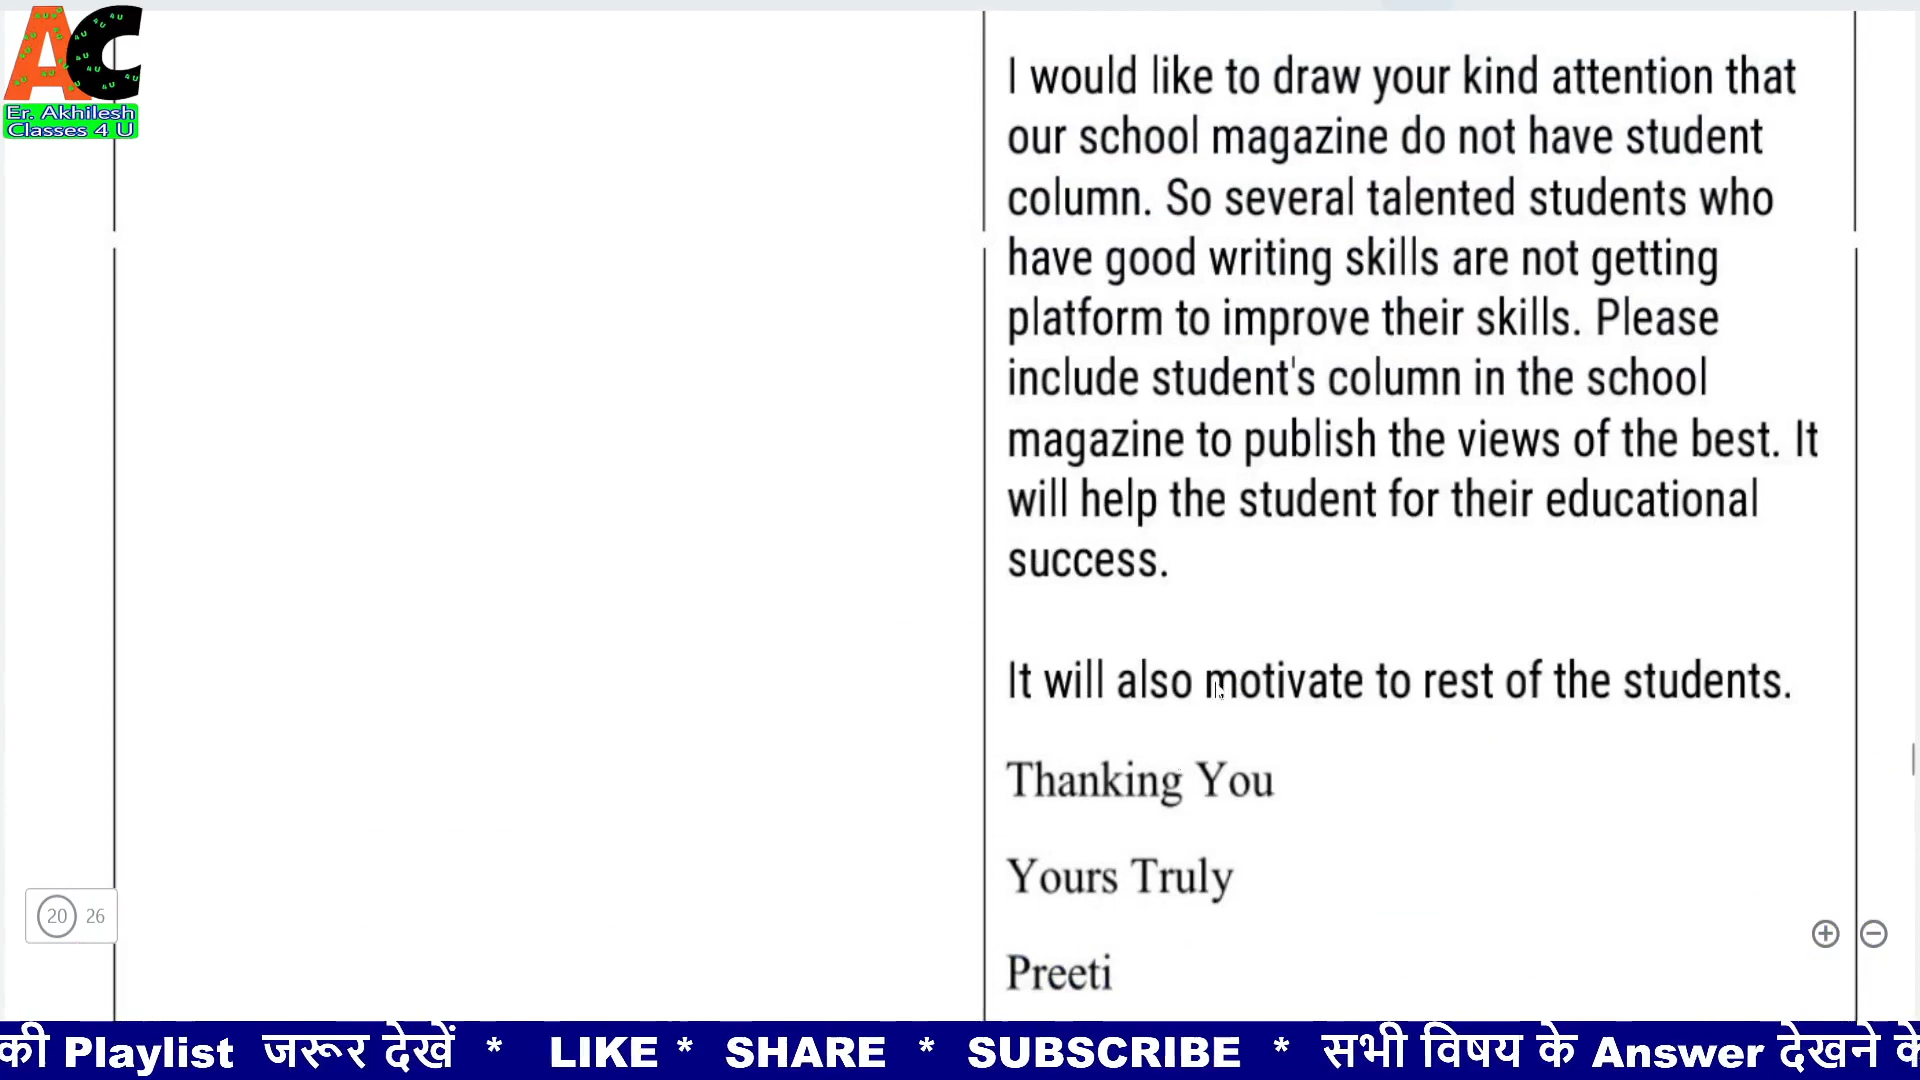 AC
Er. Akhilesh
Classes 4 U
I would like to draw your kind attention that
our school magazine do not have student
column. So several talented students who
have good writing skills are not getting
platform to improve their skills. Please
include student's column in the school
magazine to publish the views of the best. It
will help the student for their educational
success.
It will also motivate to rest of the students.
Thanking You
Yours Truly
Preeti
20 26
की Playlist जरूर देखें * LIKE * SHARE * SUBSCRIBE * सभी विषय के Answer देखने के